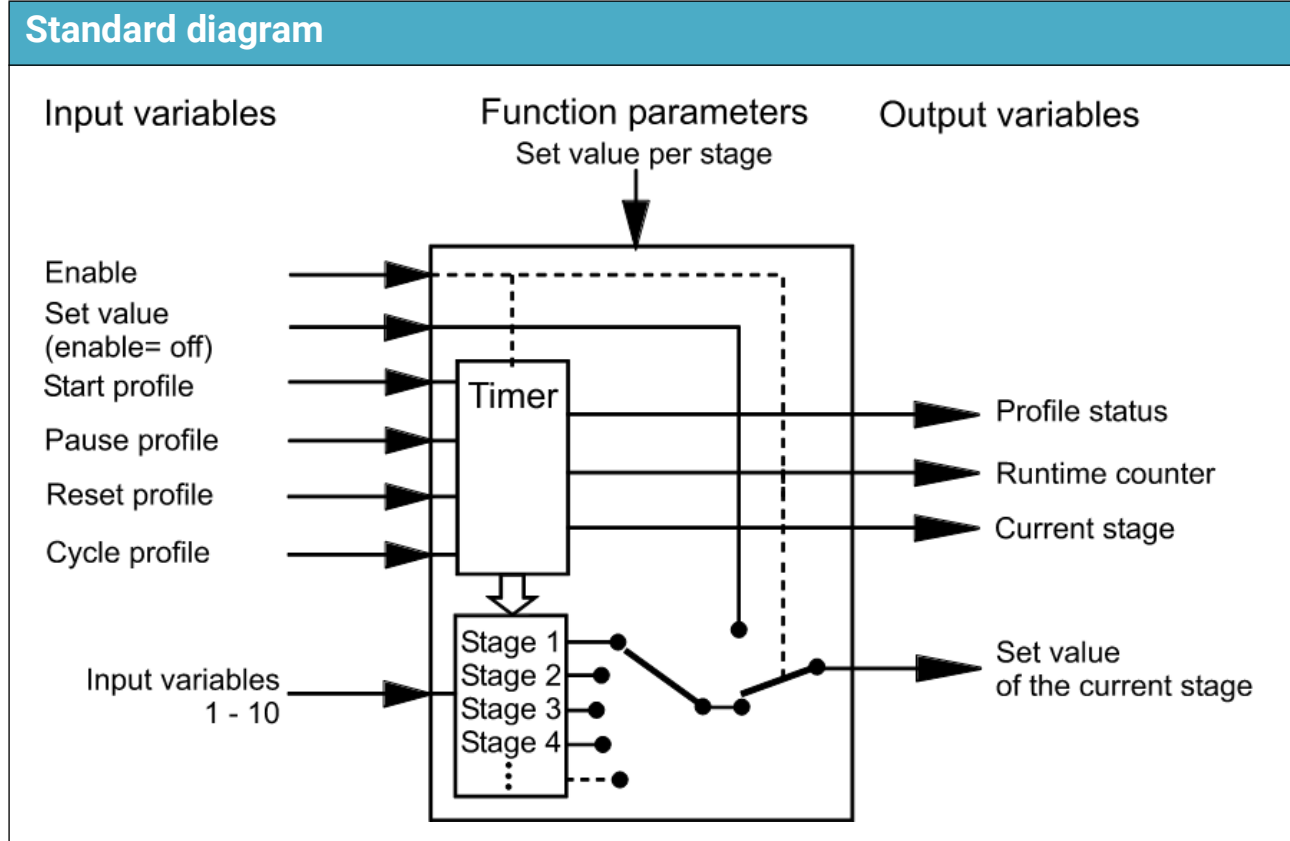 Standard diagram
Input variables
Function parameters
Output variables
Set value per stage
Enable
Set value
(enable= off)
Start profile
Pause profile
Reset profile
Cycle profile
Timer
Profile status
Runtime counter
Current stage
Input variables
1 - 10
Stage 1
Stage 2
Stage 3
Stage 4
Set value
of the current stage